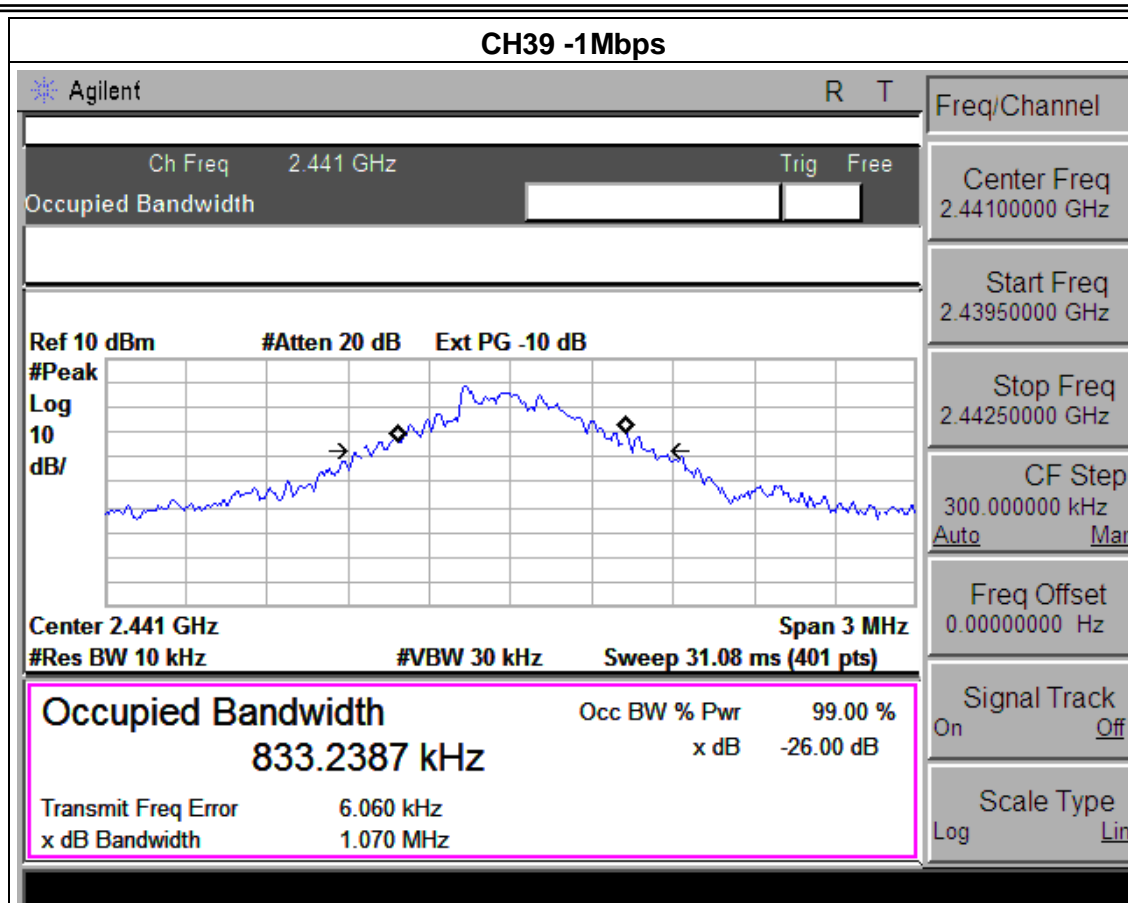 CH39 -1Mbps
Agilent R T
Ch Freq 2.441 GHz Trig Free
Occupied Bandwidth
Ref 10 dBm #Atten 20 dB Ext PG -10 dB
#Peak
Log
10
dB/
Center 2.441 GHz Span 3 MHz
#Res BW 10 kHz #VBW 30 kHz Sweep 31.08 ms (401 pts)
Occupied Bandwidth Occ BW % Pwr 99.00 %
833.2387 kHz x dB -26.00 dB
Transmit Freq Error 6.060 kHz
x dB Bandwidth 1.070 MHz
Freq/Channel
Center Freq
2.44100000 GHz
Start Freq
2.43950000 GHz
Stop Freq
2.44250000 GHz
CF Step
300.000000 kHz
Auto Man
Freq Offset
0.00000000 Hz
Signal Track
On Off
Scale Type
Log Lin